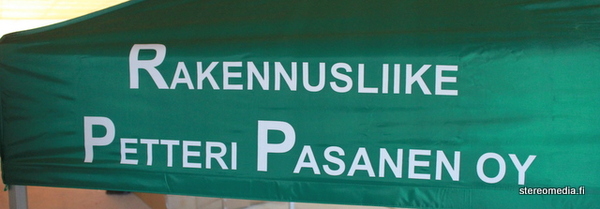 RAKENNUSLIIKE
PETTERI PASANEN OY
stereomedia.fi